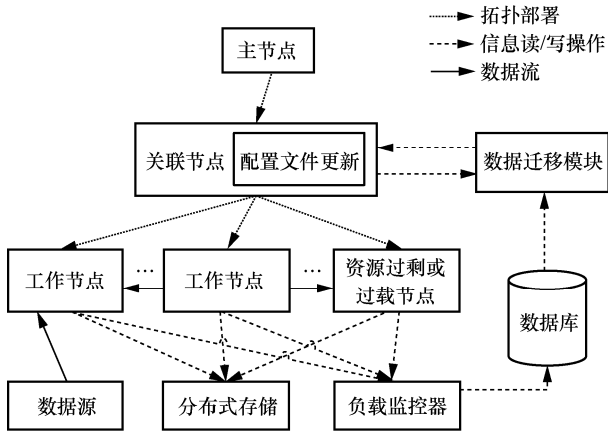 拓扑部署
信息读/写操作
数据流
主节点
关联节点
配置文件更新
数据迁移模块
工作节点
…
工作节点
…
资源过剩或
过载节点
数据库
数据源
分布式存储
负载监控器